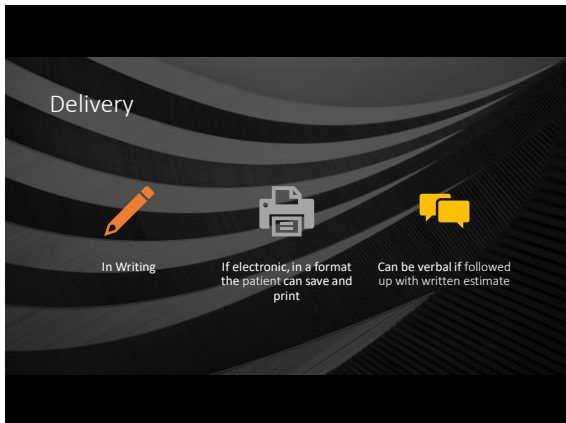 Delivery
In Writing
If electronic, in a format
the patient can save and
print
Can be verbal if followed
up with written estimate